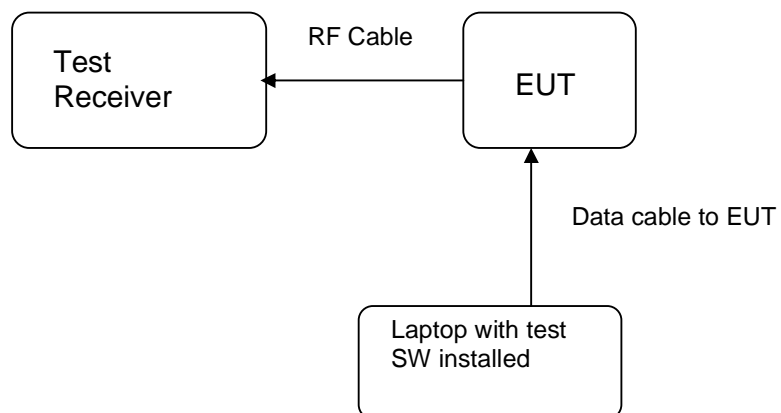 RF Cable
Test
Receiver
EUT
Data cable to EUT
Laptop with test
SW installed